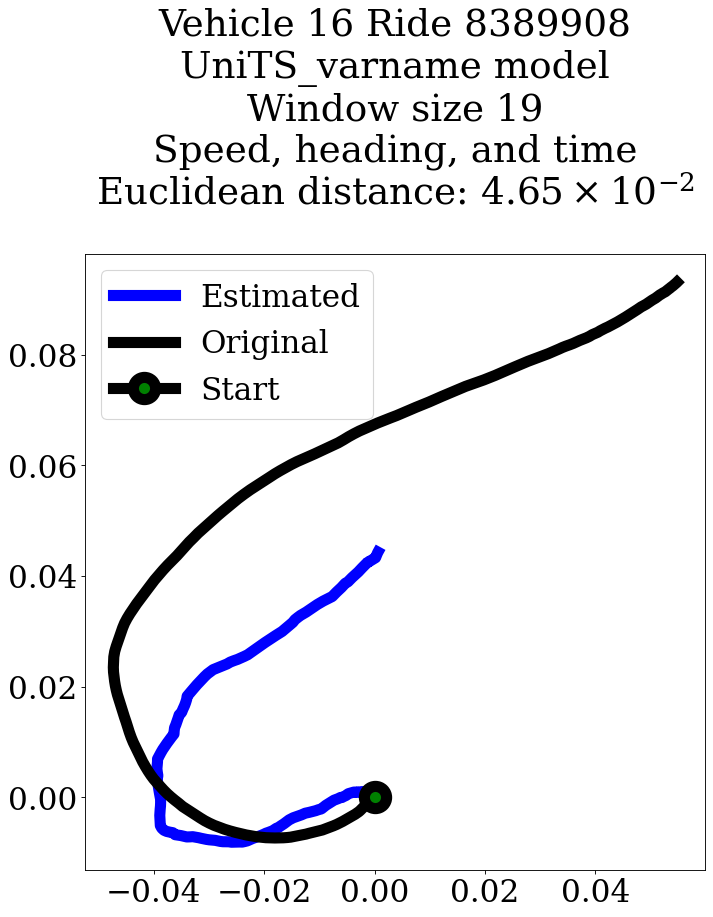 Vehicle 16 Ride 8389908
UniTS_varname model
Window size 19
Speed, heading, and time
Euclidean distance: 4.65 × 10⁻²
Estimated
Original
Start
0.08
0.06
0.04
0.02
0.00
−0.04 −0.02 0.00 0.02 0.04